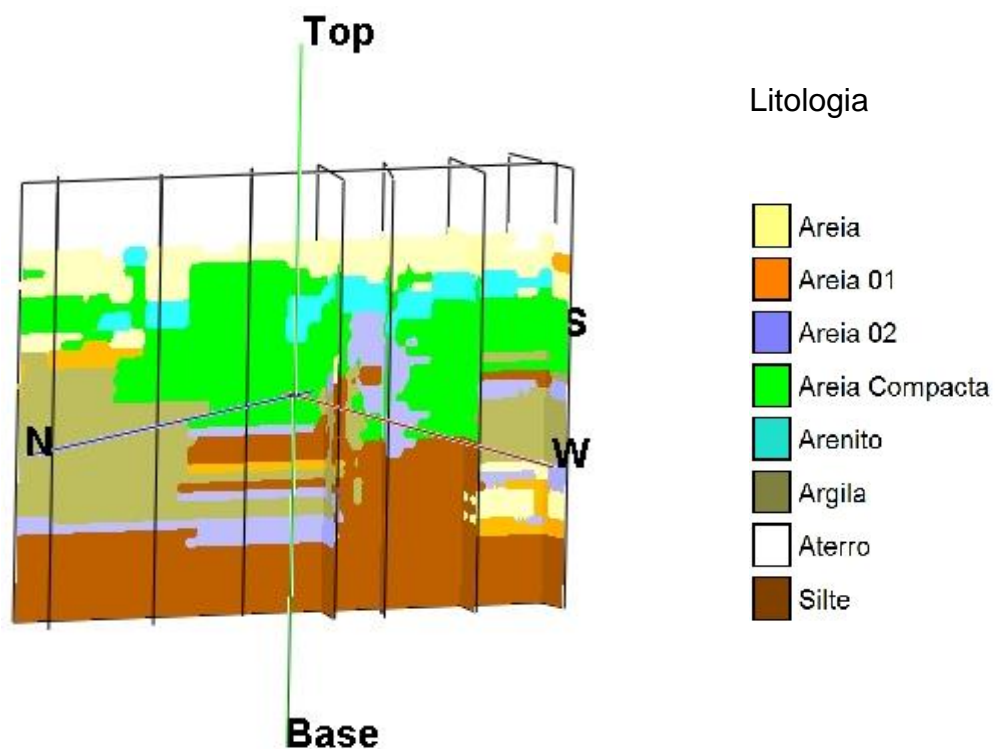 Top
Litologia
Areia
Areia 01
Areia 02
S
Areia Compacta
Arenito
N
W
Argila
Aterro
Silte
Base